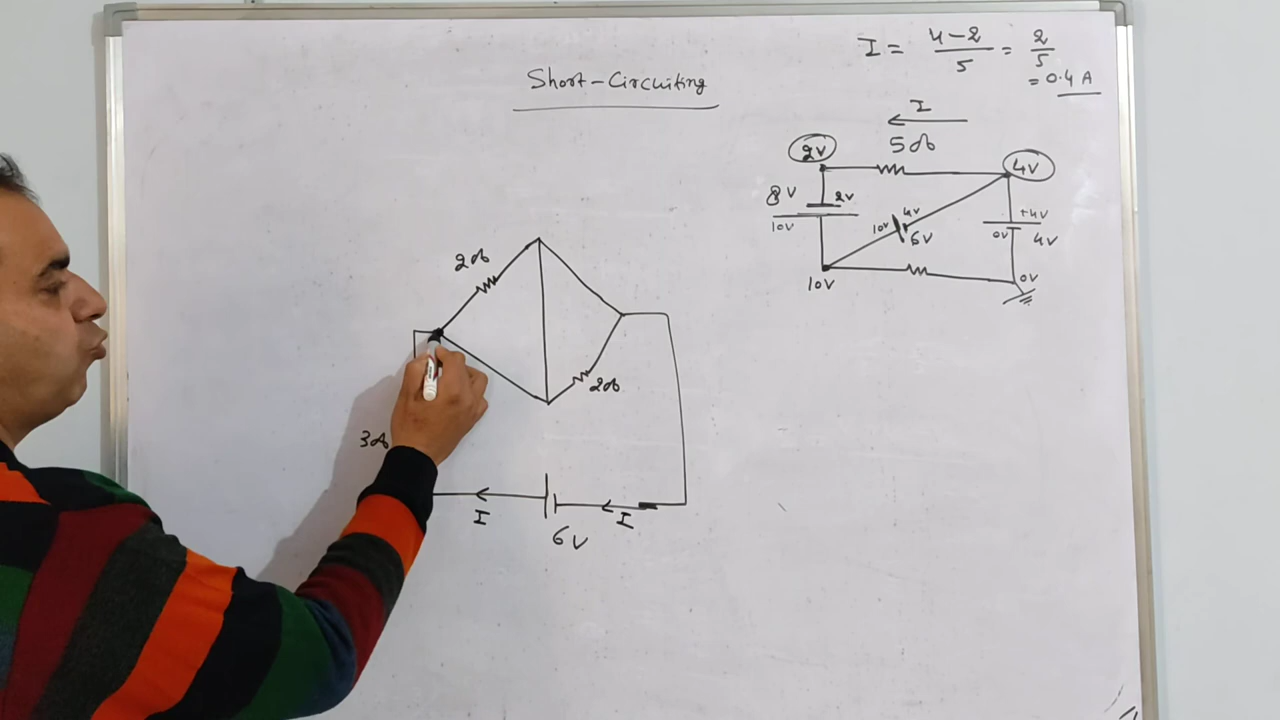 Short-Circuiting
I = 4-2/5 = 2/5
= 0.4 A
I
5Ω
2V
4V
8V
2V
10V
4V
10V
6V
+4V
0V
4V
10V
0V
2Ω
2Ω
3Ω
I
I
6V